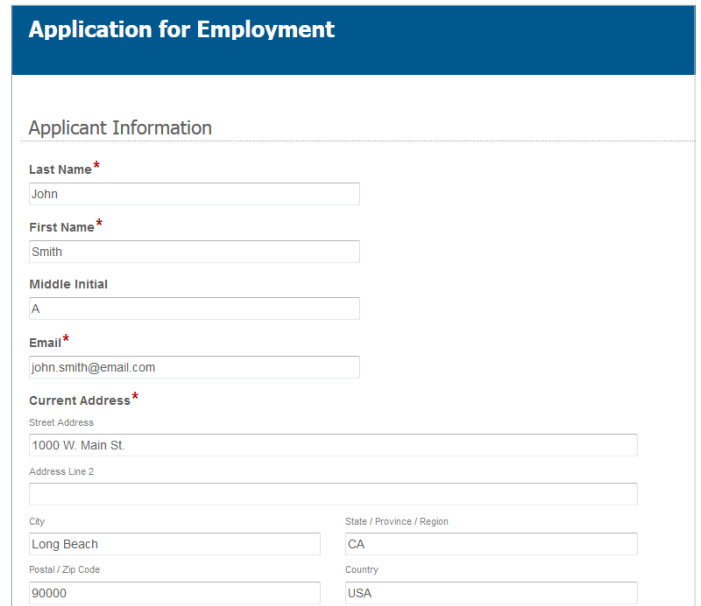 Application for Employment
Applicant Information
Last Name*
John
First Name*
Smith
Middle Initial
A
Email*
john.smith@email.com
Current Address*
Street Address
1000 W. Main St.
Address Line 2
City State / Province / Region
Long Beach CA
Postal / Zip Code Country
90000 USA